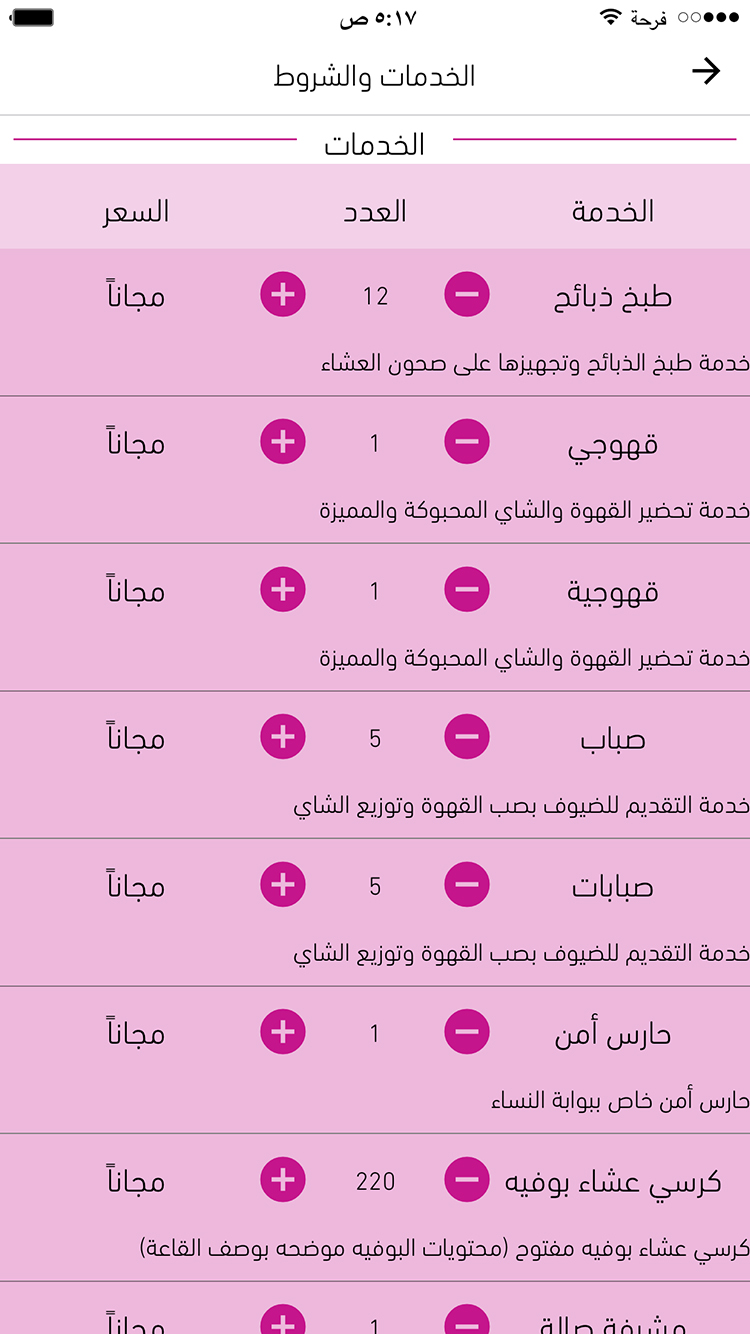 فرحة ٥:١٧ ص
الخدمات والشروط
الخدمات
الخدمة العدد السعر
طبخ ذبائح 12 مجاناً
خدمة طبخ الذبائح وتجهيزها على صحون العشاء
قهوجي 1 مجاناً
خدمة تحضير القهوة والشاي المحبوكة والمميزة
قهوجية 1 مجاناً
خدمة تحضير القهوة والشاي المحبوكة والمميزة
صباب 5 مجاناً
خدمة التقديم للضيوف بصب القهوة وتوزيع الشاي
صبابات 5 مجاناً
خدمة التقديم للضيوف بصب القهوة وتوزيع الشاي
حارس أمن 1 مجاناً
حارس أمن خاص ببوابة النساء
كرسي عشاء بوفيه 220 مجاناً
كرسي عشاء بوفيه مفتوح (محتويات البوفيه موضحه بوصف القاعة)
مشرفة صالة 1 مجاناً